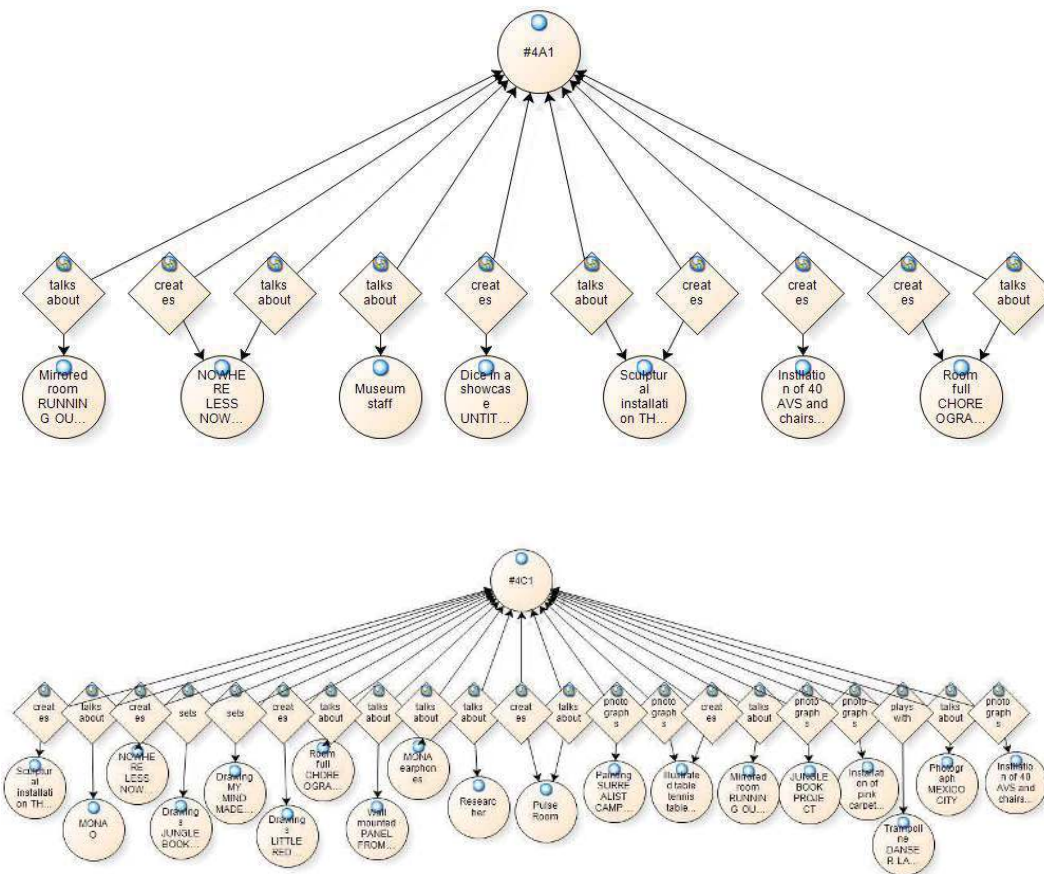 #4A1
talks
about
creat
es
talks
about
talks
about
creat
es
talks
about
creat
es
creat
es
creat
es
talks
about
Mirrored
room
RUNNIN
G OU...
NOWHE
RE
LESS
NOW...
Museum
staff
Dice in a
showcas
e
UNTIT...
Sculptur
al
installati
on TH...
Instllatio
n of 40
AVS and
chairs...
Room
full
CHORE
OGRA...
#4C1
creat
es
talks
about
creat
es
sets
sets
creat
es
talks
about
talks
about
talks
about
talks
about
creat
es
talks
about
photo
graph
s
photo
graph
s
creat
es
talks
about
photo
graph
s
photo
graph
s
plays
with
talks
about
photo
graph
s
Sculptur
al
installati
on TH...
MONA
O
NOWHE
RE
LESS
NOW...
Drawing
s
JUNGLE
BOOK...
Drawing
MY
MIND
MADE...
Drawing
s
LITTLE
RED ...
Room
full
CHORE
OGRA...
Wall
mounted
PANEL
FROM...
MONA
earphon
es
Researc
her
Pulse
Room
Painting
SURRE
ALIST
CAMP...
Illustrate
d table
tennis
table...
Mirrored
room
RUNNIN
G OU...
JUNGLE
BOOK
PROJE
CT
Installati
on of
pink
carpet...
Trampoli
ne
DANSE
R LA...
Photogr
aph
MEXICO
CITY
Instllatio
n of 40
AVS and
chairs...